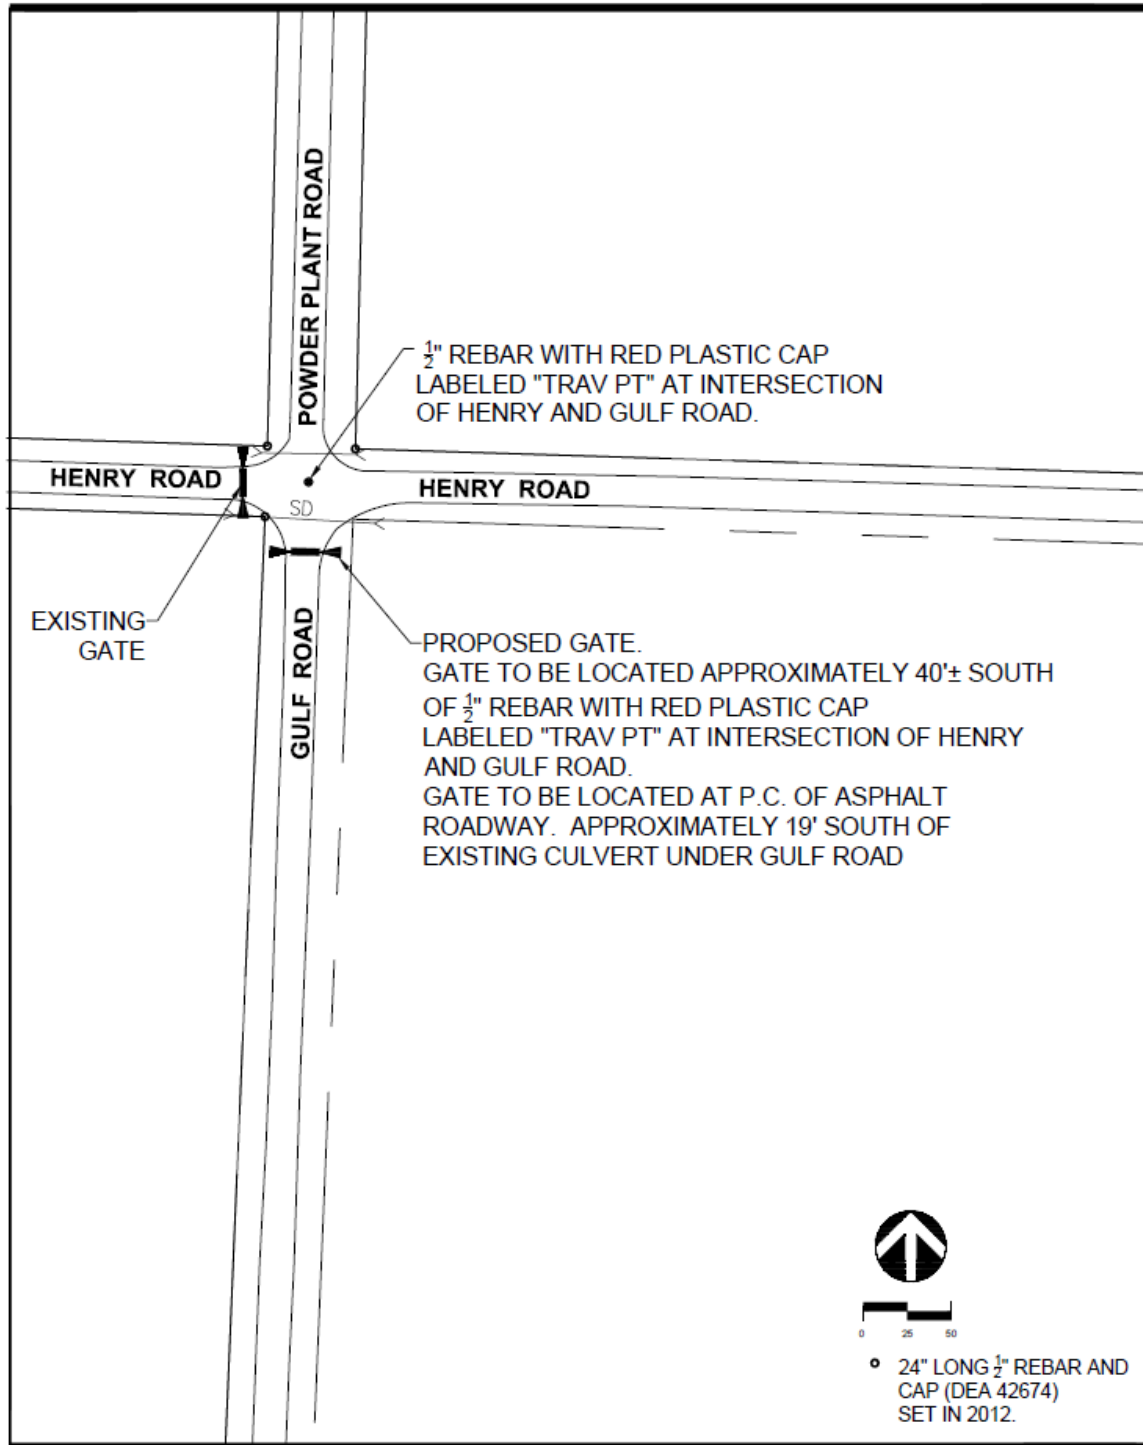 POWDER PLANT ROAD
½" REBAR WITH RED PLASTIC CAP
LABELED "TRAV PT" AT INTERSECTION
OF HENRY AND GULF ROAD.
HENRY ROAD
HENRY ROAD
SD
EXISTING
GATE
GULF ROAD
PROPOSED GATE.
GATE TO BE LOCATED APPROXIMATELY 40'± SOUTH
OF ½" REBAR WITH RED PLASTIC CAP
LABELED "TRAV PT" AT INTERSECTION OF HENRY
AND GULF ROAD.
GATE TO BE LOCATED AT P.C. OF ASPHALT
ROADWAY. APPROXIMATELY 19' SOUTH OF
EXISTING CULVERT UNDER GULF ROAD
0 25 50
24" LONG ½" REBAR AND
CAP (DEA 42674)
SET IN 2012.